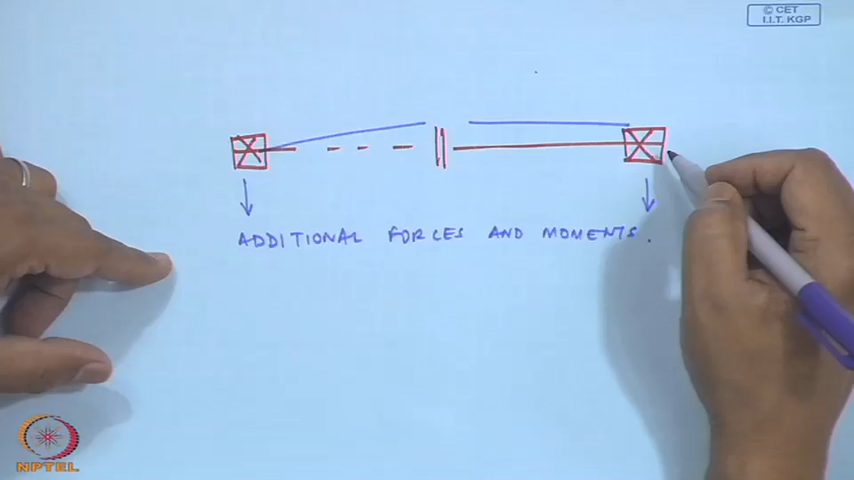 © CET
I.I.T. KGP
ADDITIONAL FORCES AND MOMENTS.
NPTEL